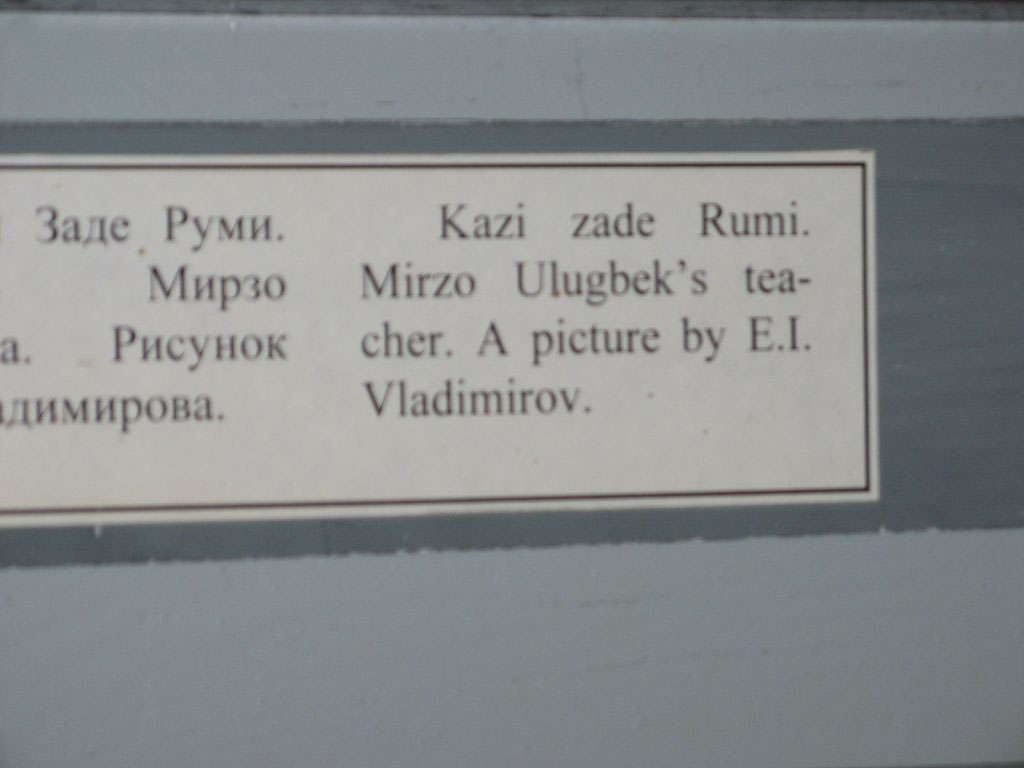 Заде Руми.
Мирзо
Рисунок
Kazi zade Rumi.
Mirzo Ulugbek's tea-
cher. A picture by E.I.
Vladimirov.